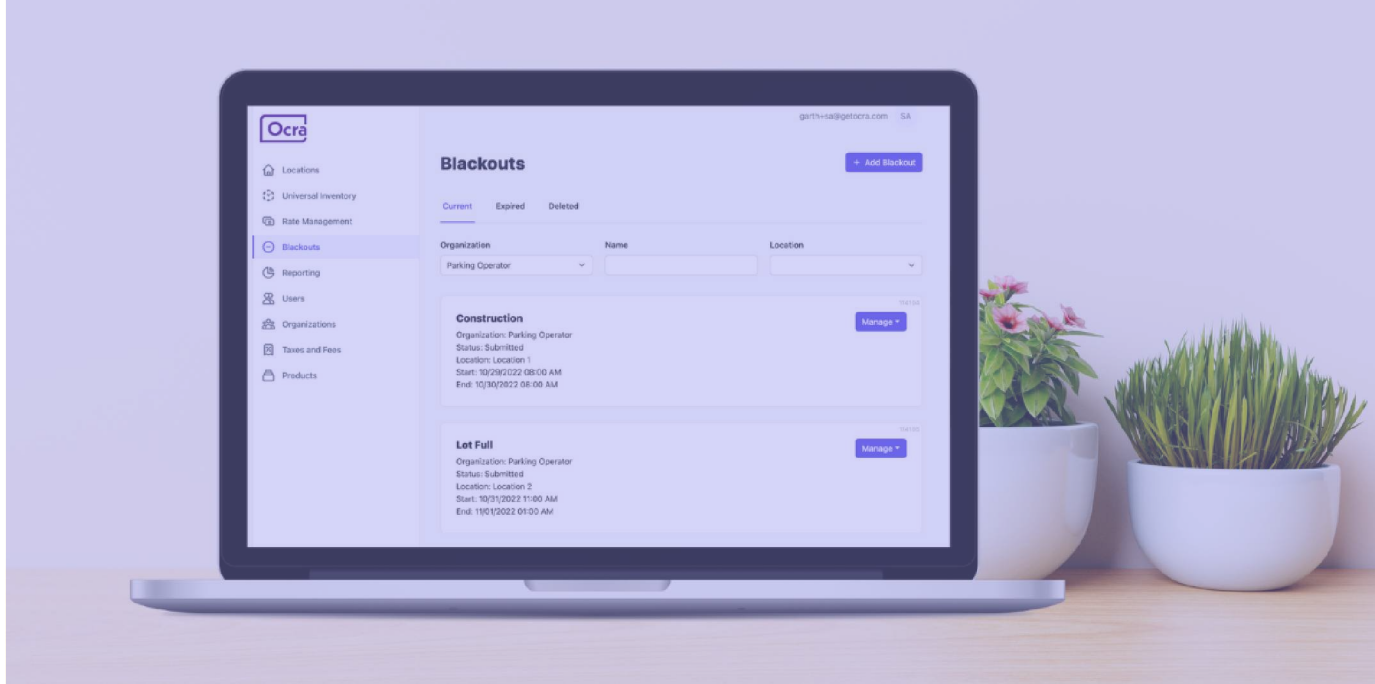 Ocra
garth+sa@getocra.com SA
Locations
Universal Inventory
Rate Management
Blackouts
Reporting
Users
Organizations
Taxes and Fees
Products
Blackouts
+ Add Blackout
Current Expired Deleted
Organization Name Location
Parking Operator
Construction
Manage
Organization: Parking Operator
Status: Submitted
Location: Location 1
Start: 10/29/2022 08:00 AM
End: 10/30/2022 08:00 AM
Lot Full
Manage
Organization: Parking Operator
Status: Submitted
Location: Location 2
Start: 10/31/2022 11:00 AM
End: 11/01/2022 01:00 AM